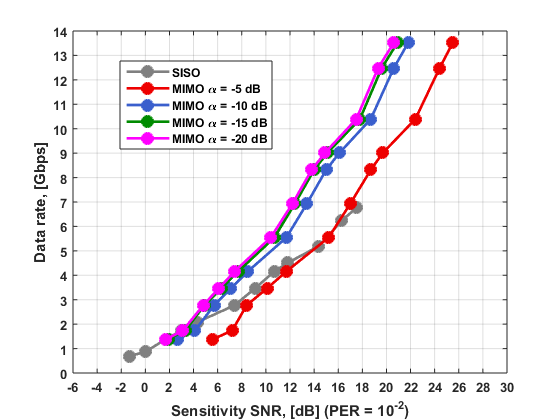 14
13
12
11
10
9
8
7
6
5
4
3
2
1
0
Data rate, [Gbps]
SISO
MIMO α = -5 dB
MIMO α = -10 dB
MIMO α = -15 dB
MIMO α = -20 dB
-6 -4 -2 0 2 4 6 8 10 12 14 16 18 20 22 24 26 28 30
Sensitivity SNR, [dB] (PER = 10⁻²)